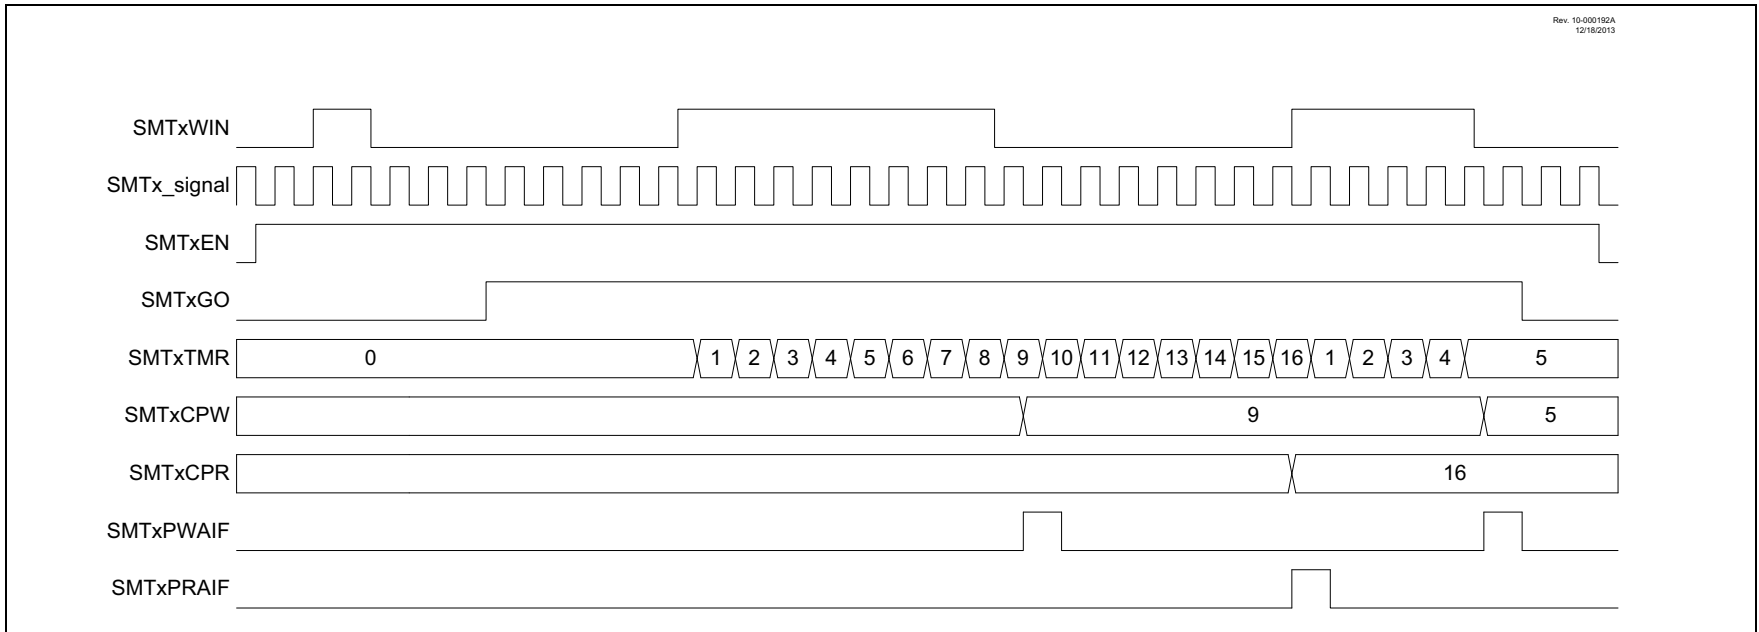 Rev. 10-000192A
12/18/2013
SMTxWIN
SMTx_signal
SMTxEN
SMTxGO
SMTxTMR 0 1 2 3 4 5 6 7 8 9 10 11 12 13 14 15 16 1 2 3 4 5
SMTxCPW 9 5
SMTxCPR 16
SMTxPWAIF
SMTxPRAIF